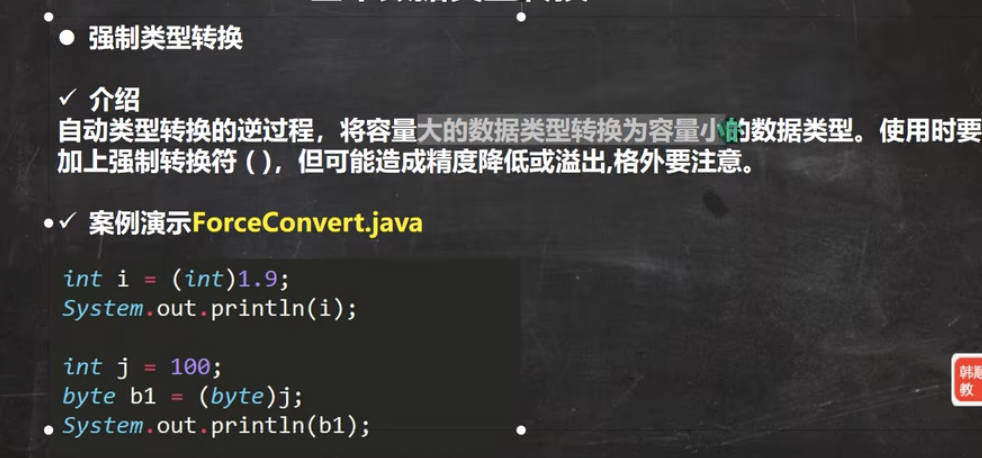 ● 强制类型转换
✓ 介绍
自动类型转换的逆过程，将容量大的数据类型转换为容量小的数据类型。使用时要
加上强制转换符 ( )，但可能造成精度降低或溢出,格外要注意。
✓ 案例演示ForceConvert.java
int i = (int)1.9;
System.out.println(i);
int j = 100;
byte b1 = (byte)j;
System.out.println(b1);
韩顺
教